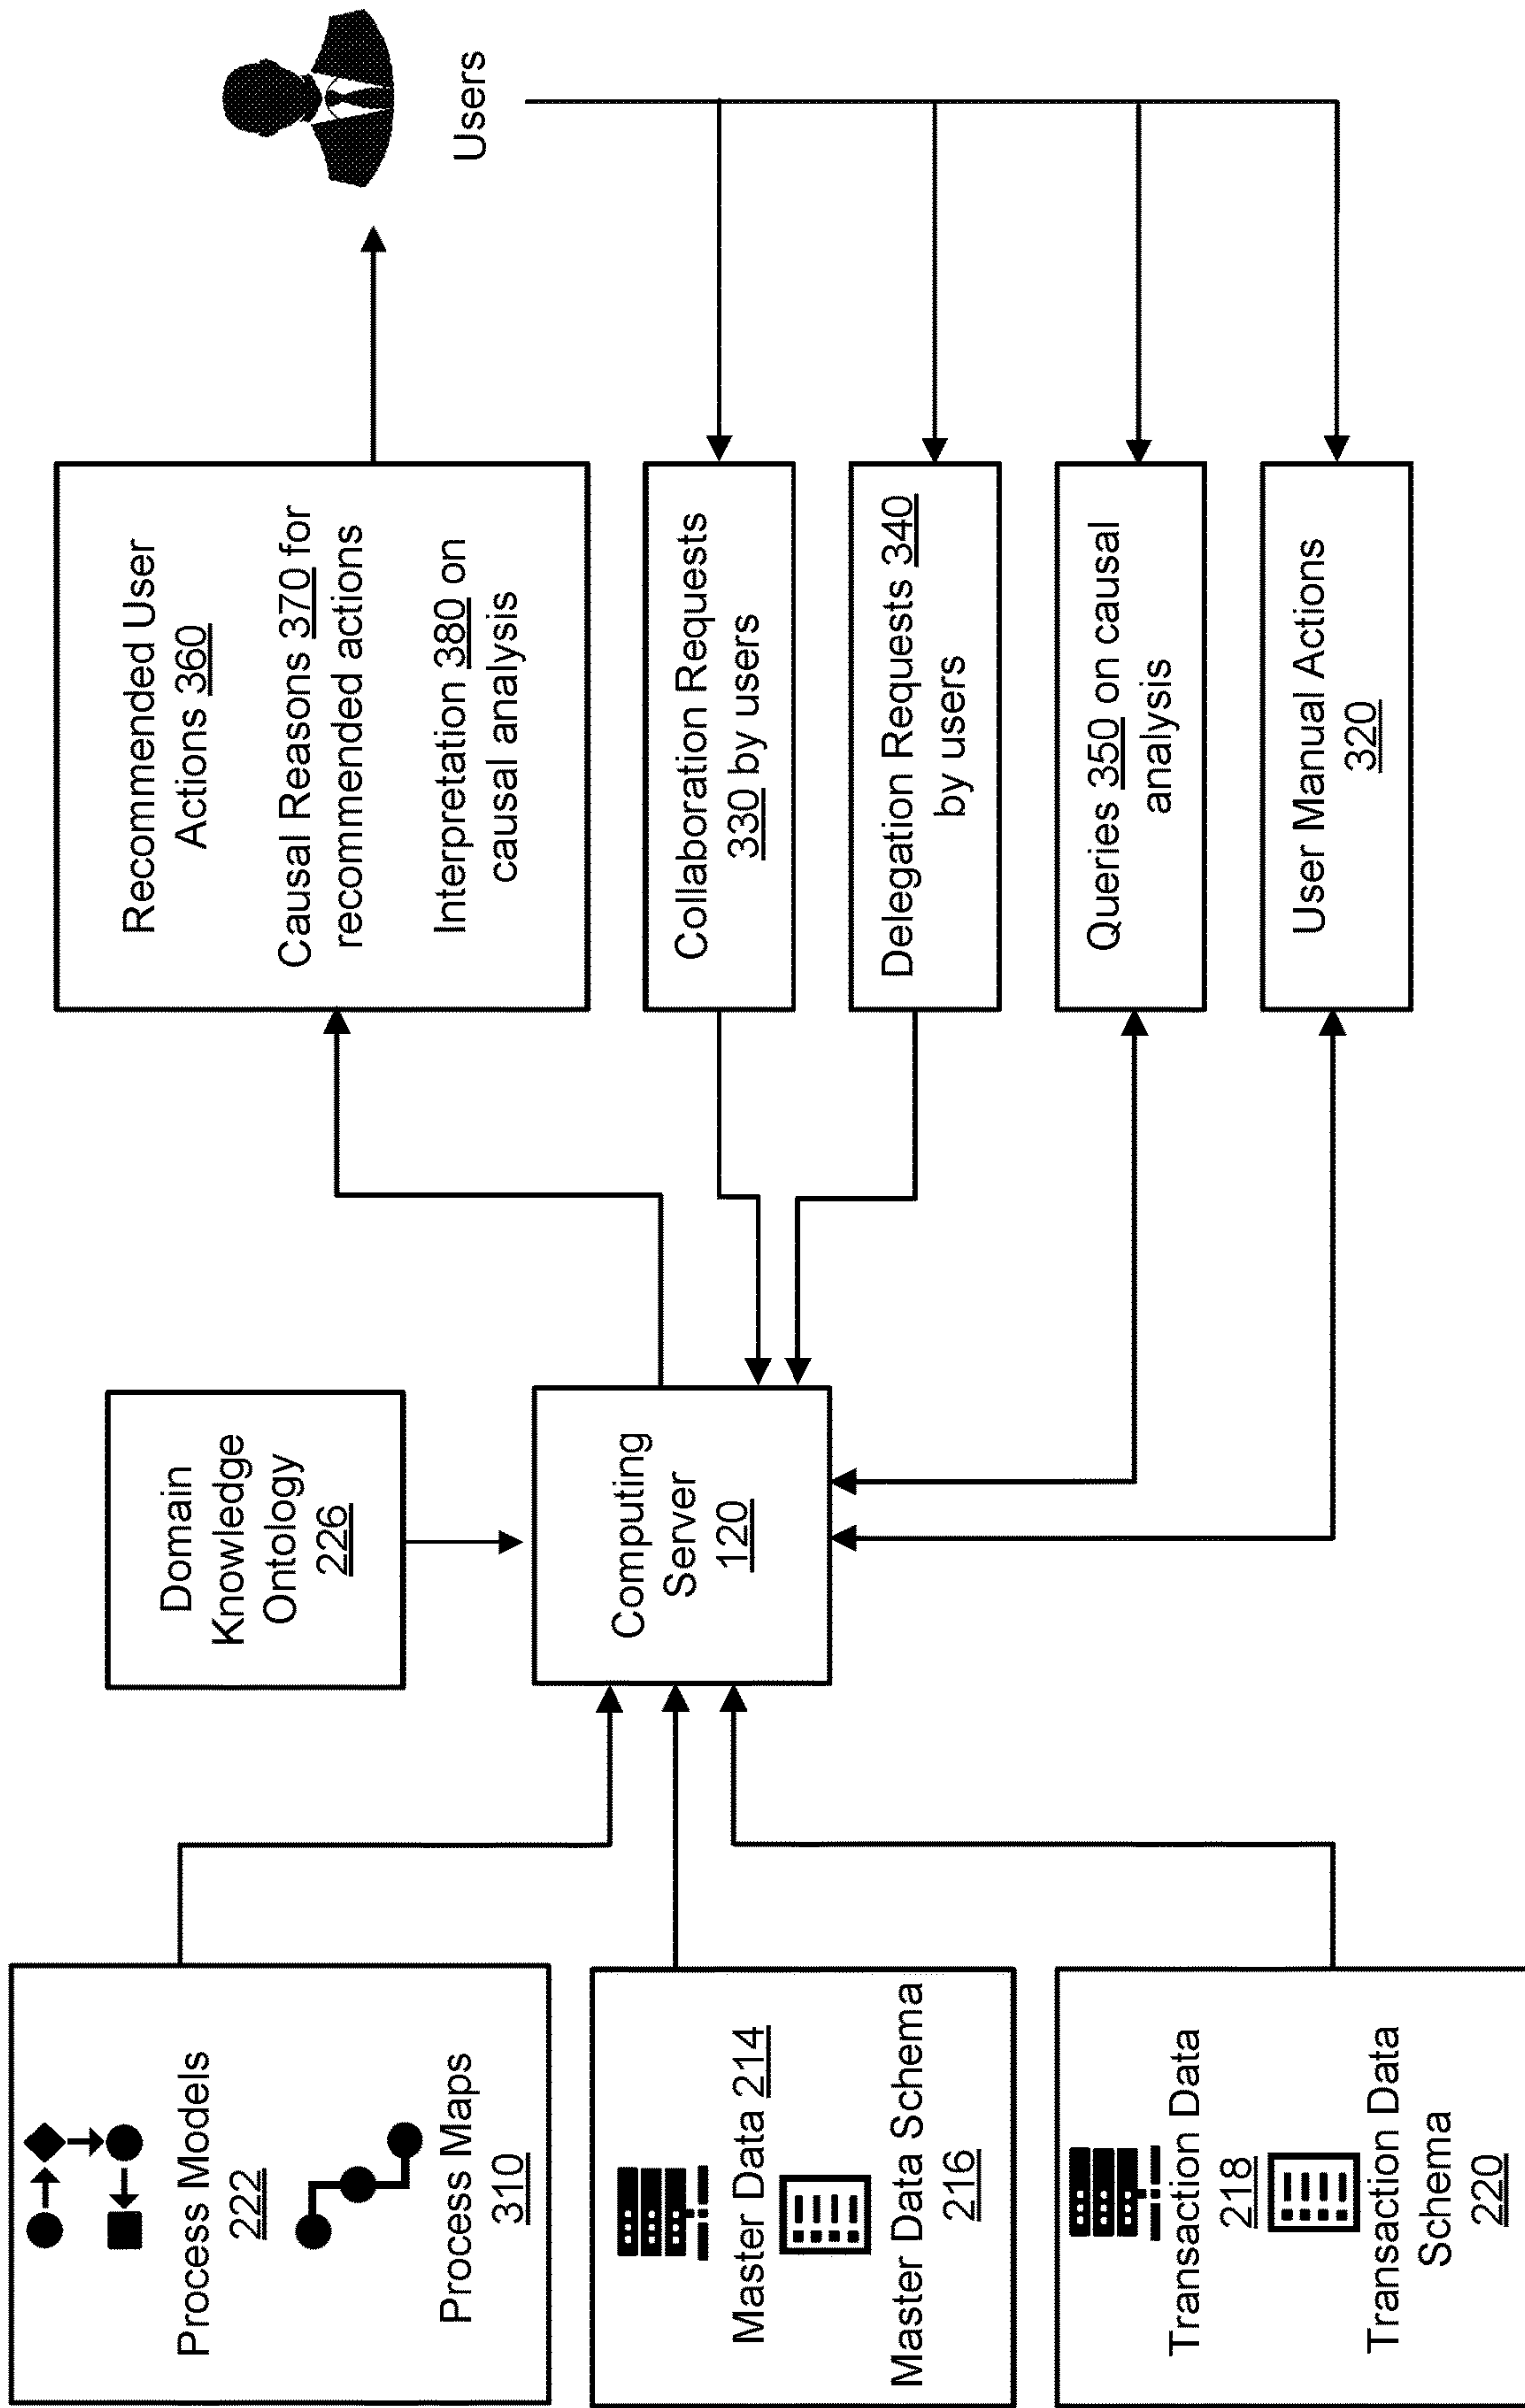 Process Models
222
Process Maps
310
Master Data 214
Master Data Schema
216
Transaction Data
218
Transaction Data
Schema
220
Domain
Knowledge
Ontology
226
Computing
Server
120
Recommended User
Actions 360
Causal Reasons 370 for
recommended actions
Interpretation 380 on
causal analysis
Collaboration Requests
330 by users
Delegation Requests 340
by users
Queries 350 on causal
analysis
User Manual Actions
320
Users